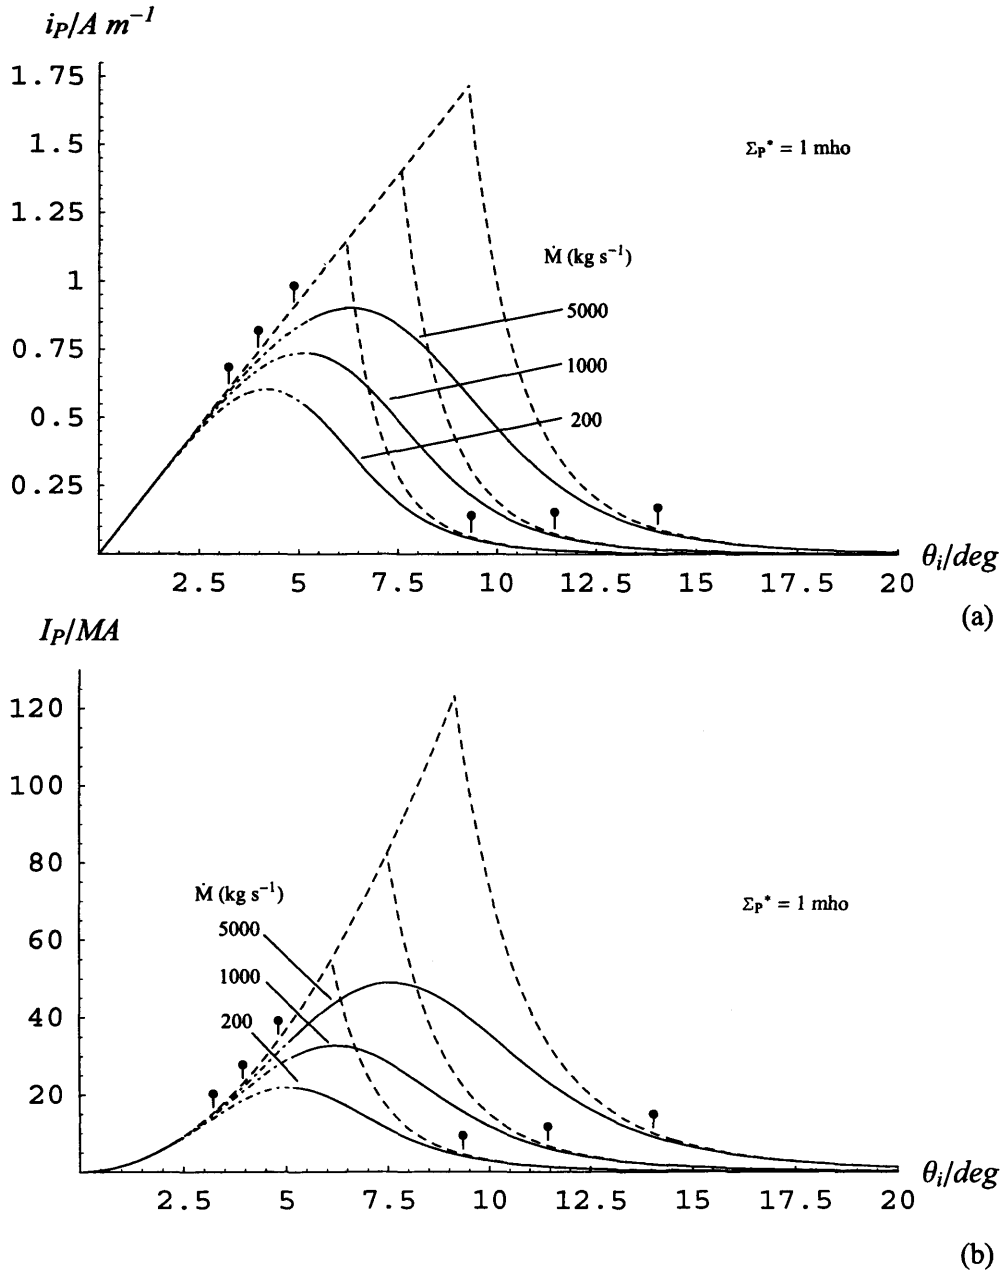 i_P/A m⁻¹
1.75
1.5
1.25
1
0.75
0.5
0.25
Σ_P* = 1 mho
Ṁ (kg s⁻¹)
5000
1000
200
2.5 5 7.5 10 12.5 15 17.5 20
θ_i/deg
(a)
I_P/MA
120
100
80
60
40
20
Ṁ (kg s⁻¹)
5000
1000
200
Σ_P* = 1 mho
2.5 5 7.5 10 12.5 15 17.5 20
θ_i/deg
(b)